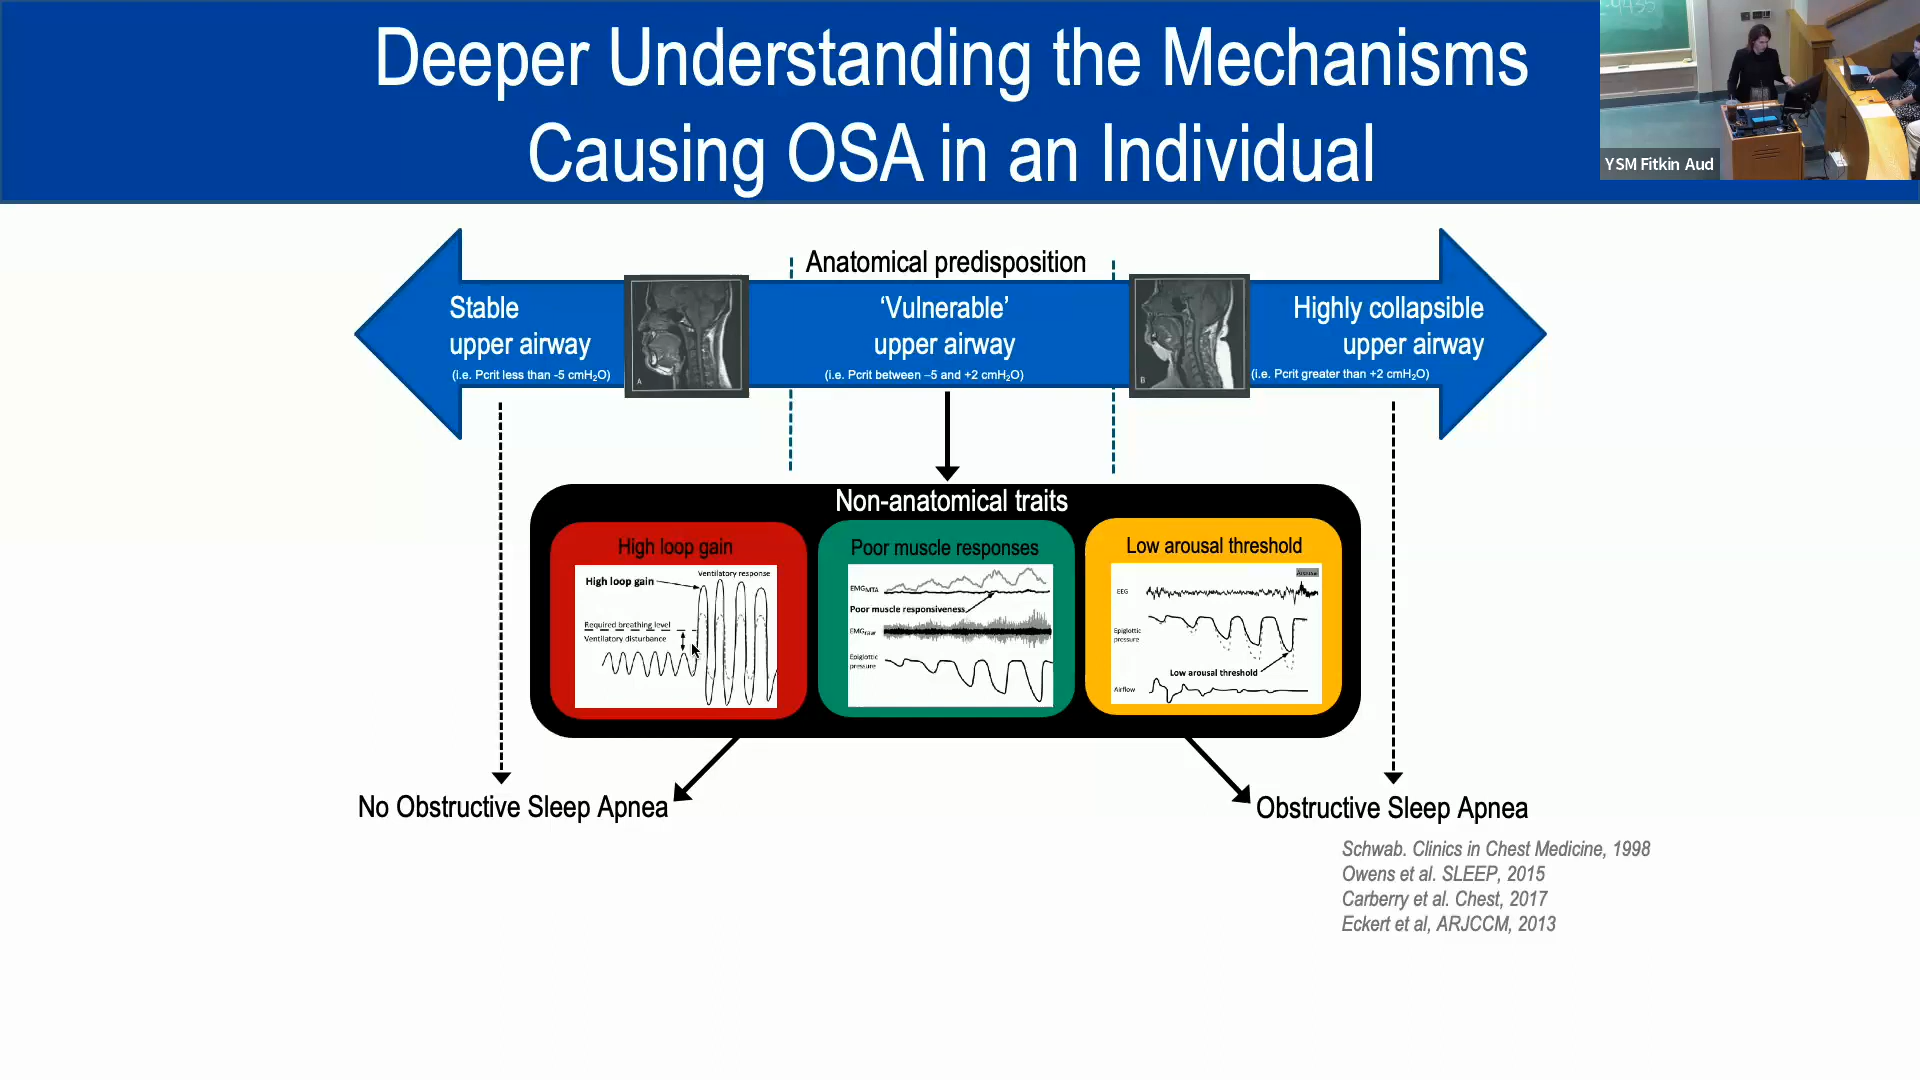 Deeper Understanding the Mechanisms
Causing OSA in an Individual
YSM Fitkin Aud
Anatomical predisposition
Stable
upper airway
(i.e. Pcrit less than -5 cmH₂O)
A
'Vulnerable'
upper airway
(i.e. Pcrit between –5 and +2 cmH₂O)
B
Highly collapsible
upper airway
(i.e. Pcrit greater than +2 cmH₂O)
Non-anatomical traits
High loop gain
Ventilatory response
High loop gain
Required breathing level
Ventilatory disturbance
Poor muscle responses
EMG MTA
Poor muscle responsiveness
EMG raw
Epiglottic
pressure
Low arousal threshold
EEG
Epiglottic
pressure
Low arousal threshold
Airflow
No Obstructive Sleep Apnea
Obstructive Sleep Apnea
Schwab. Clinics in Chest Medicine, 1998
Owens et al. SLEEP, 2015
Carberry et al. Chest, 2017
Eckert et al, ARJCCM, 2013